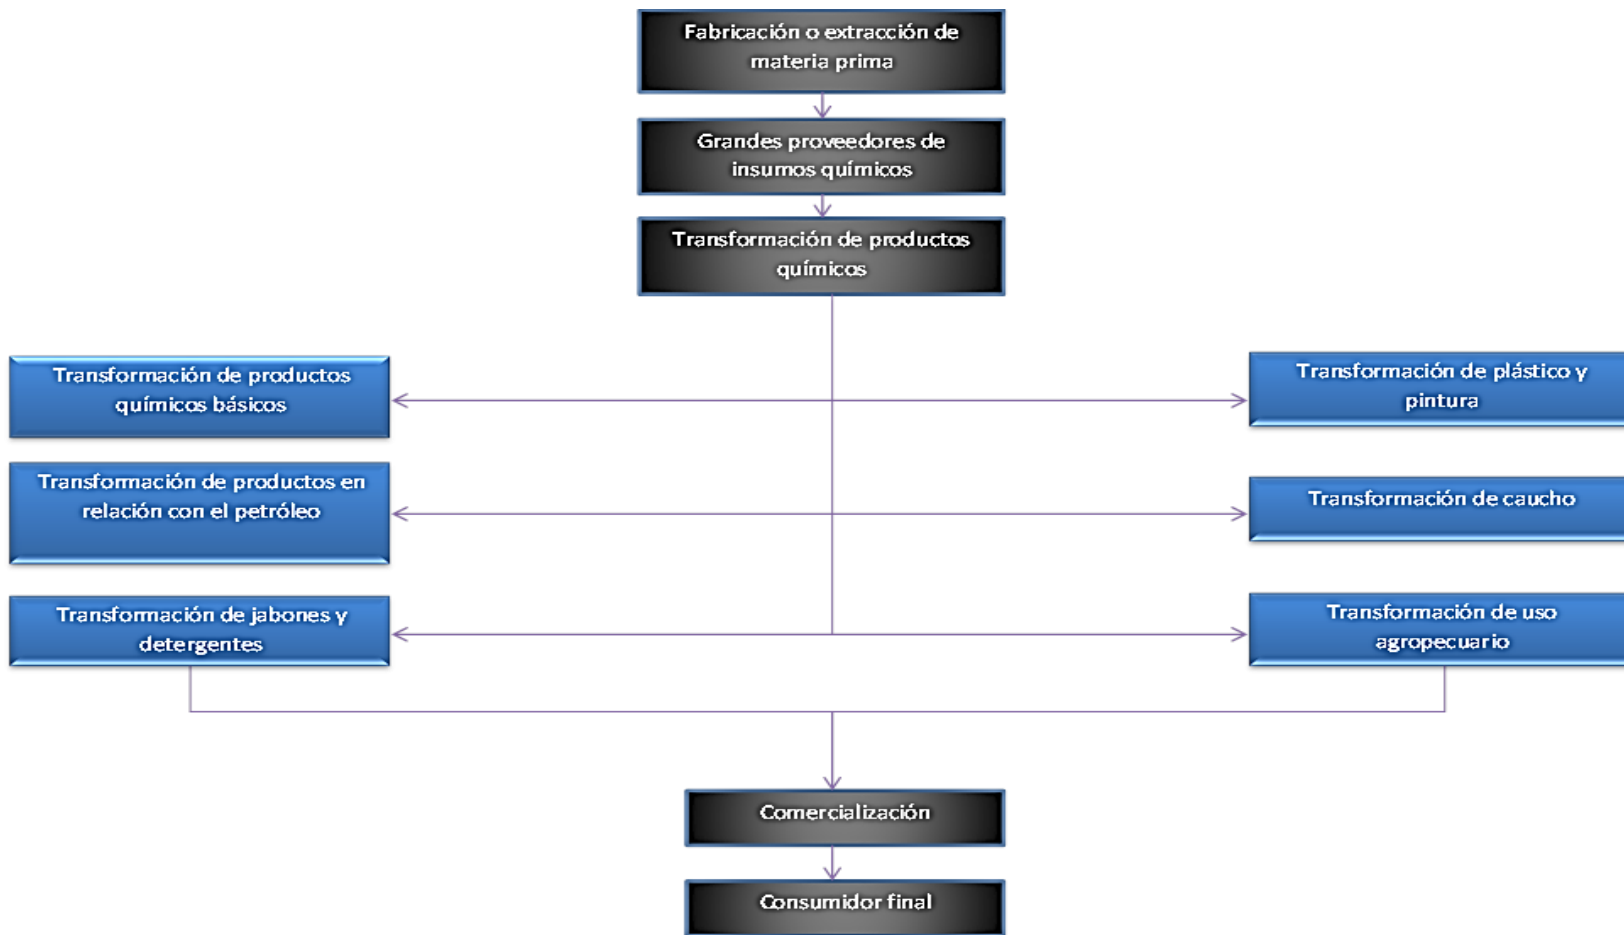 Fabricación o extracción de
materia prima
Grandes proveedores de
insumos químicos
Transformación de productos
químicos
Transformación de productos
químicos básicos
Transformación de plástico y
pintura
Transformación de productos en
relación con el petróleo
Transformación de caucho
Transformación de jabones y
detergentes
Transformación de uso
agropecuario
Comercialización
Consumidor final